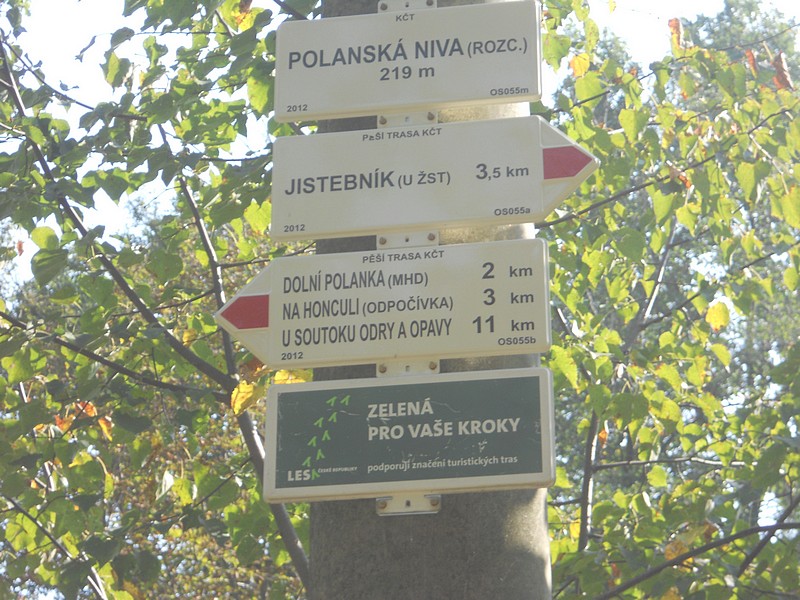 KČT
POLANSKÁ NIVA (ROZC.)
219 m
2012 OS055m
PĚŠÍ TRASA KČT
JISTEBNÍK (U ŽST) 3,5 km
2012 OS055a
PĚŠÍ TRASA KČT
DOLNÍ POLANKA (MHD) 2 km
NA HONCULI (ODPOČÍVKA) 3 km
U SOUTOKU ODRY A OPAVY 11 km
2012 OS055b
ZELENÁ
PRO VAŠE KROKY
LESY ČESKÉ REPUBLIKY podporují značení turistických tras